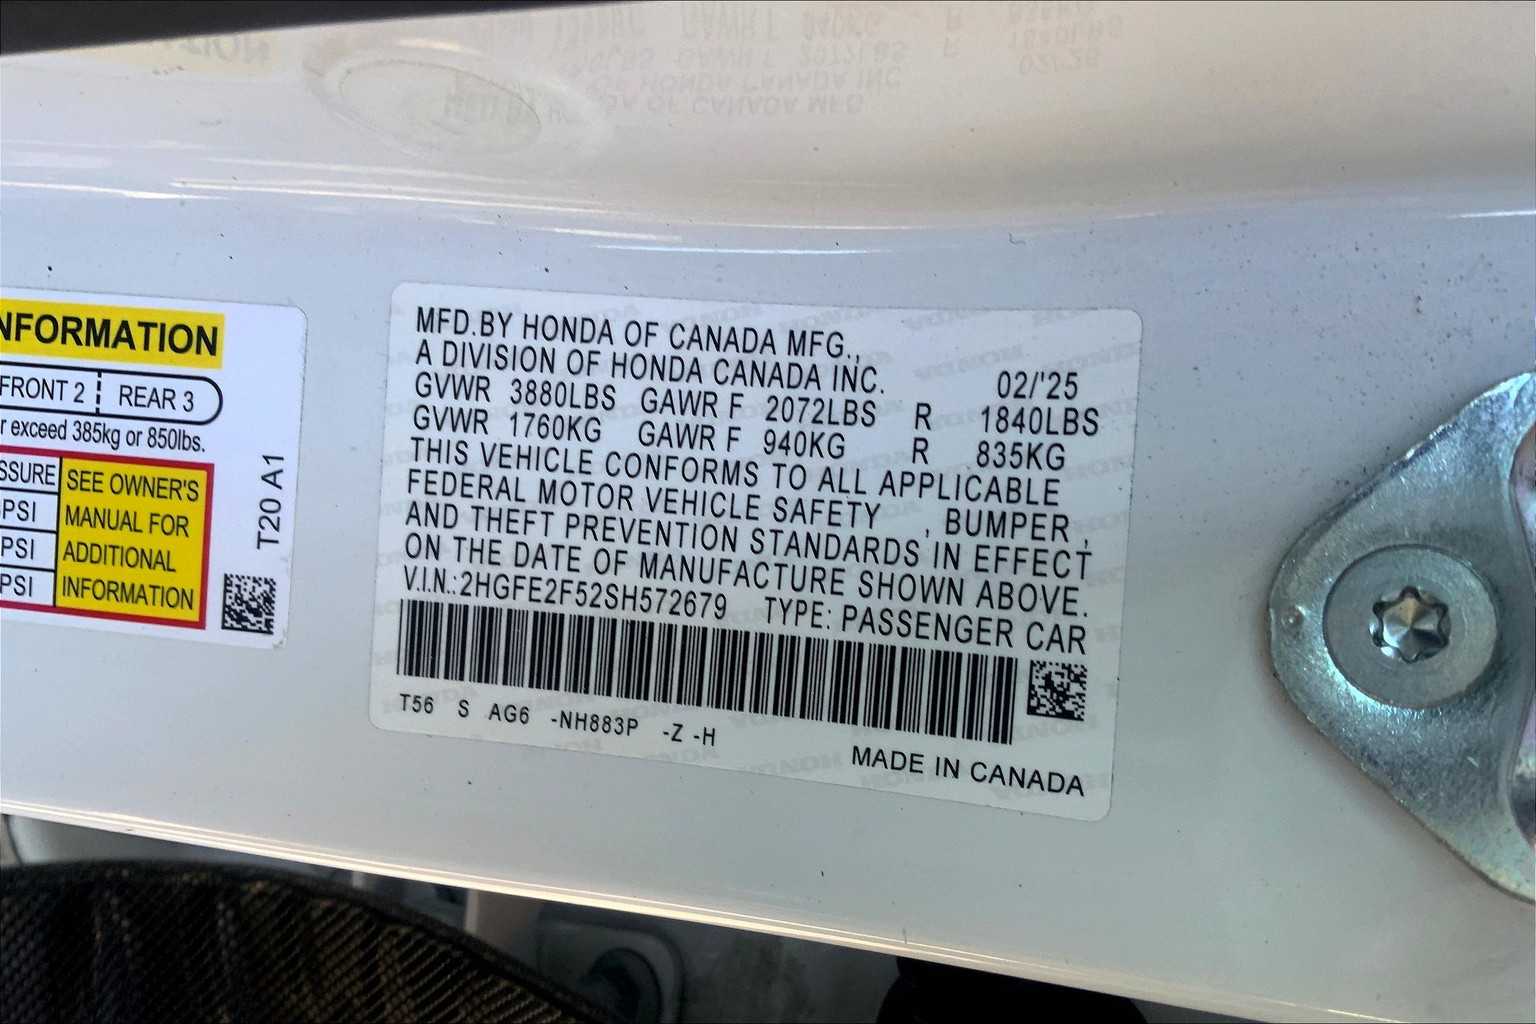 INFORMATION
FRONT 2 REAR 3
exceed 385kg or 850lbs.
SEE OWNER'S
PSI MANUAL FOR
PSI ADDITIONAL
PSI INFORMATION
T20 A1
MFD.BY HONDA OF CANADA MFG.,
A DIVISION OF HONDA CANADA INC. 02/'25
GVWR 3880LBS GAWR F 2072LBS R 1840LBS
GVWR 1760KG GAWR F 940KG R 835KG
THIS VEHICLE CONFORMS TO ALL APPLICABLE
FEDERAL MOTOR VEHICLE SAFETY , BUMPER ,
AND THEFT PREVENTION STANDARDS IN EFFECT
ON THE DATE OF MANUFACTURE SHOWN ABOVE.
V.I.N.:2HGFE2F52SH572679 TYPE: PASSENGER CAR
T56 S AG6 -NH883P -Z -H
MADE IN CANADA